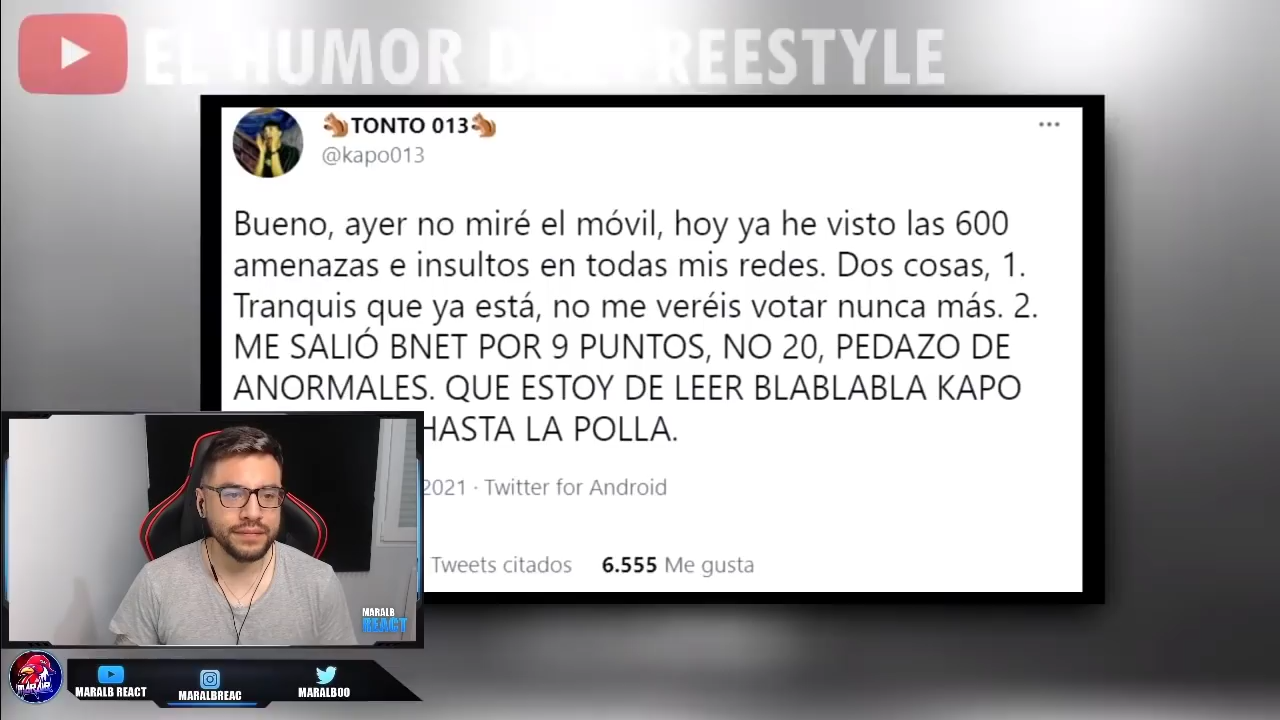 EL HUMOR DEL FREESTYLE
TONTO 013
@kapo013
Bueno, ayer no miré el móvil, hoy ya he visto las 600
amenazas e insultos en todas mis redes. Dos cosas, 1.
Tranquis que ya está, no me veréis votar nunca más. 2.
ME SALIÓ BNET POR 9 PUNTOS, NO 20, PEDAZO DE
ANORMALES. QUE ESTOY DE LEER BLABLABLA KAPO
HASTA LA POLLA.
2021 · Twitter for Android
Tweets citados 6.555 Me gusta
MARALB
REACT
MARALB REACT
MARALBREAC
MARALB00